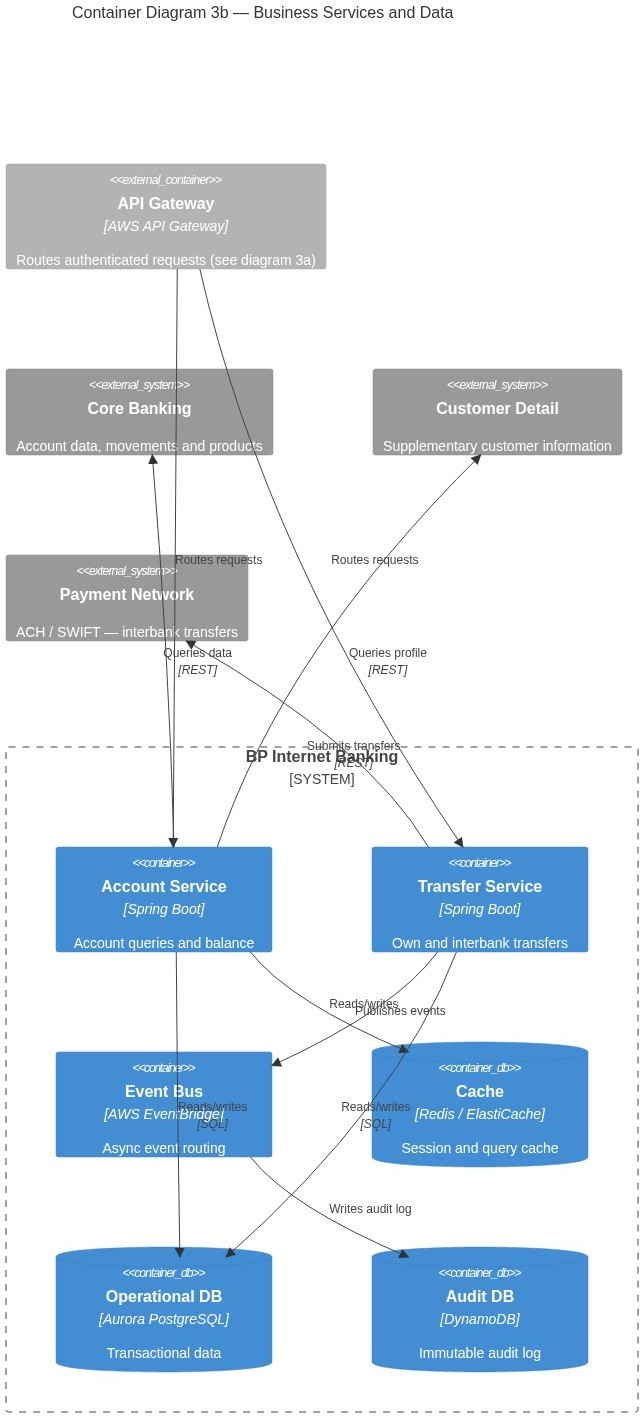 Container Diagram 3b — Business Services and Data
<<external_container>>
API Gateway
[AWS API Gateway]
Routes authenticated requests (see diagram 3a)
<<external_system>>
Core Banking
Account data, movements and products
<<external_system>>
Customer Detail
Supplementary customer information
<<external_system>>
Payment Network
ACH / SWIFT — interbank transfers
Routes requests
Routes requests
Queries data
[REST]
Queries profile
[REST]
Submits transfers
[REST]
BP Internet Banking
[SYSTEM]
<<container>>
Account Service
[Spring Boot]
Account queries and balance
<<container>>
Transfer Service
[Spring Boot]
Own and interbank transfers
Reads/writes
Publishes events
<<container>>
Event Bus
[AWS EventBridge]
Async event routing
<<container_db>>
Cache
[Redis / ElastiCache]
Session and query cache
Reads/writes
[SQL]
Reads/writes
[SQL]
Writes audit log
<<container_db>>
Operational DB
[Aurora PostgreSQL]
Transactional data
<<container_db>>
Audit DB
[DynamoDB]
Immutable audit log